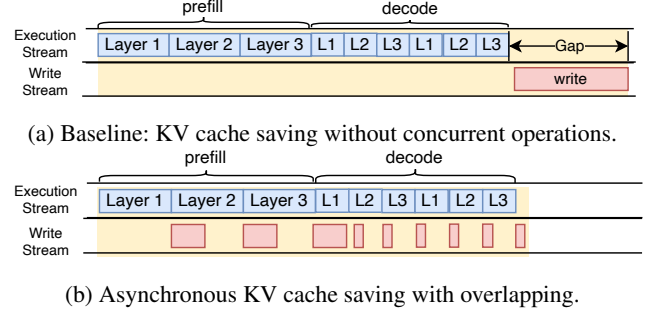 prefill decode
Execution Stream Layer 1 Layer 2 Layer 3 L1 L2 L3 L1 L2 L3 Gap
Write Stream write
(a) Baseline: KV cache saving without concurrent operations.
prefill decode
Execution Stream Layer 1 Layer 2 Layer 3 L1 L2 L3 L1 L2 L3
Write Stream
(b) Asynchronous KV cache saving with overlapping.